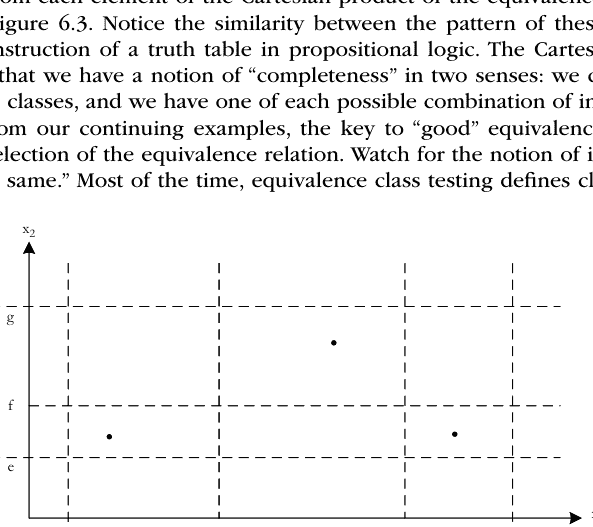 from each element of the Cartesian product of the equivalence
Figure 6.3. Notice the similarity between the pattern of thes
nstruction of a truth table in propositional logic. The Cartes
that we have a notion of “completeness” in two senses: we c
classes, and we have one of each possible combination of in
om our continuing examples, the key to “good” equivalenc
election of the equivalence relation. Watch for the notion of i
same.” Most of the time, equivalence class testing defines cl
x2
g
f
e